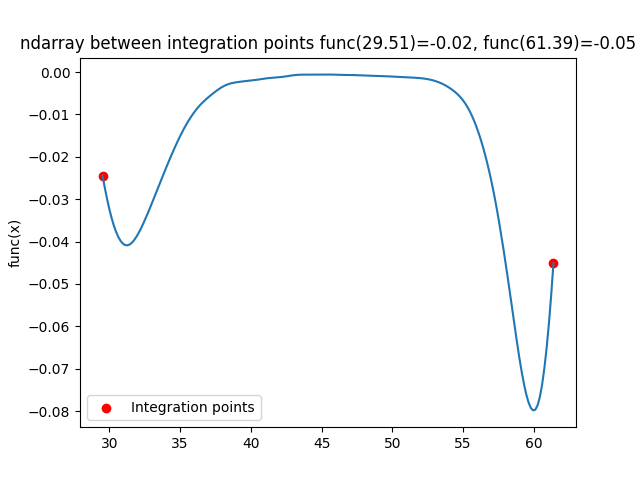 ndarray between integration points func(29.51)=-0.02, func(61.39)=-0.05
0.00
−0.01
−0.02
−0.03
−0.04
−0.05
−0.06
−0.07
−0.08
func(x)
Integration points
30 35 40 45 50 55 60